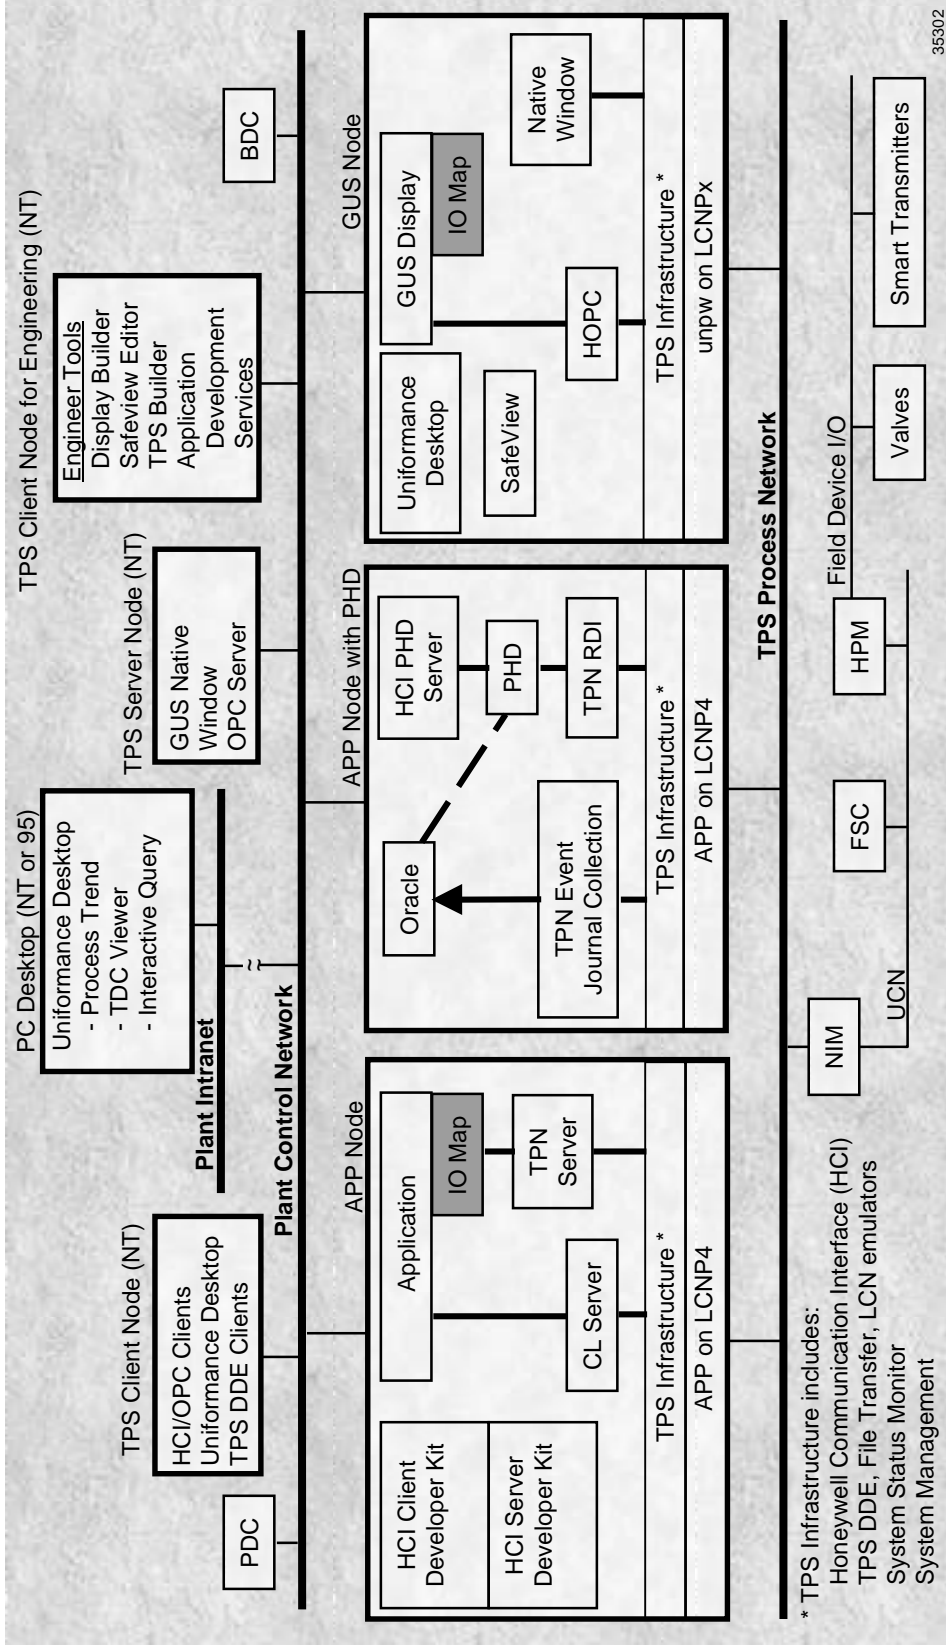 PC Desktop (NT or 95)
Uniformance Desktop
- Process Trend
- TDC Viewer
- Interactive Query
TPS Client Node for Engineering (NT)
Engineer Tools
Display Builder
Safeview Editor
TPS Builder
Application
Development
Services
TPS Client Node (NT)
HCI/OPC Clients
Uniformance Desktop
TPS DDE Clients
TPS Server Node (NT)
GUS Native
Window
OPC Server
PDC
BDC
Plant Intranet
~
~
Plant Control Network
APP Node
HCI Client
Developer Kit
HCI Server
Developer Kit
Application
IO Map
CL Server
TPN
Server
TPS Infrastructure *
APP on LCNP4
APP Node with PHD
Oracle
HCI PHD
Server
PHD
TPN Event
Journal Collection
TPN RDI
TPS Infrastructure *
APP on LCNP4
GUS Node
Uniformance
Desktop
GUS Display
IO Map
SafeView
HOPC
Native
Window
TPS Infrastructure *
unpw on LCNPx
TPS Process Network
* TPS Infrastructure includes:
Honeywell Communication Interface (HCI)
TPS DDE, File Transfer, LCN emulators
System Status Monitor
System Management
NIM
UCN
FSC
HPM
Field Device I/O
Valves
Smart Transmitters
35302